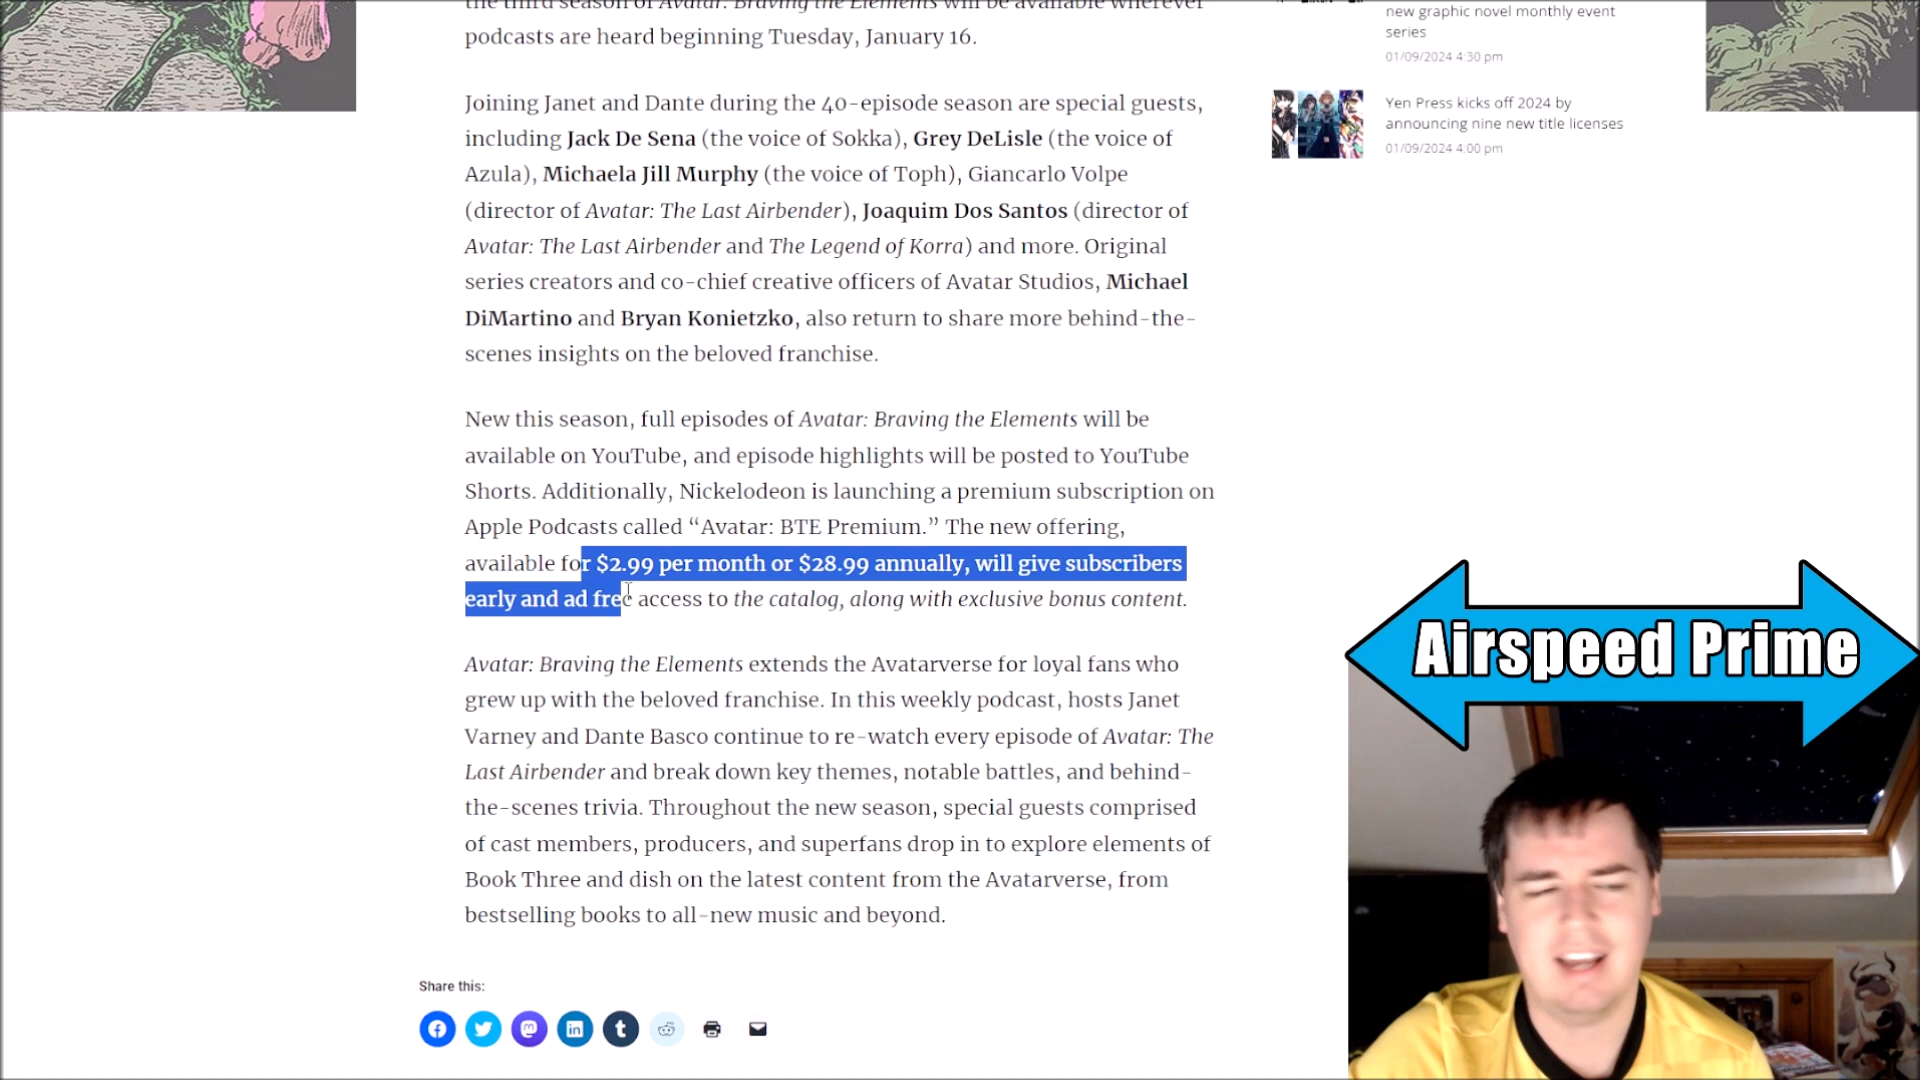 the third season of Avatar: Braving the Elements will be available wherever
podcasts are heard beginning Tuesday, January 16.
Joining Janet and Dante during the 40-episode season are special guests,
including Jack De Sena (the voice of Sokka), Grey DeLisle (the voice of
Azula), Michaela Jill Murphy (the voice of Toph), Giancarlo Volpe
(director of Avatar: The Last Airbender), Joaquim Dos Santos (director of
Avatar: The Last Airbender and The Legend of Korra) and more. Original
series creators and co-chief creative officers of Avatar Studios, Michael
DiMartino and Bryan Konietzko, also return to share more behind-the-
scenes insights on the beloved franchise.
New this season, full episodes of Avatar: Braving the Elements will be
available on YouTube, and episode highlights will be posted to YouTube
Shorts. Additionally, Nickelodeon is launching a premium subscription on
Apple Podcasts called “Avatar: BTE Premium.” The new offering,
available for $2.99 per month or $28.99 annually, will give subscribers
early and ad free access to the catalog, along with exclusive bonus content.
Avatar: Braving the Elements extends the Avatarverse for loyal fans who
grew up with the beloved franchise. In this weekly podcast, hosts Janet
Varney and Dante Basco continue to re-watch every episode of Avatar: The
Last Airbender and break down key themes, notable battles, and behind-
the-scenes trivia. Throughout the new season, special guests comprised
of cast members, producers, and superfans drop in to explore elements of
Book Three and dish on the latest content from the Avatarverse, from
bestselling books to all-new music and beyond.
Share this:
new graphic novel monthly event
series
01/09/2024 4:30 pm
Yen Press kicks off 2024 by
announcing nine new title licenses
01/09/2024 4:00 pm
Airspeed Prime